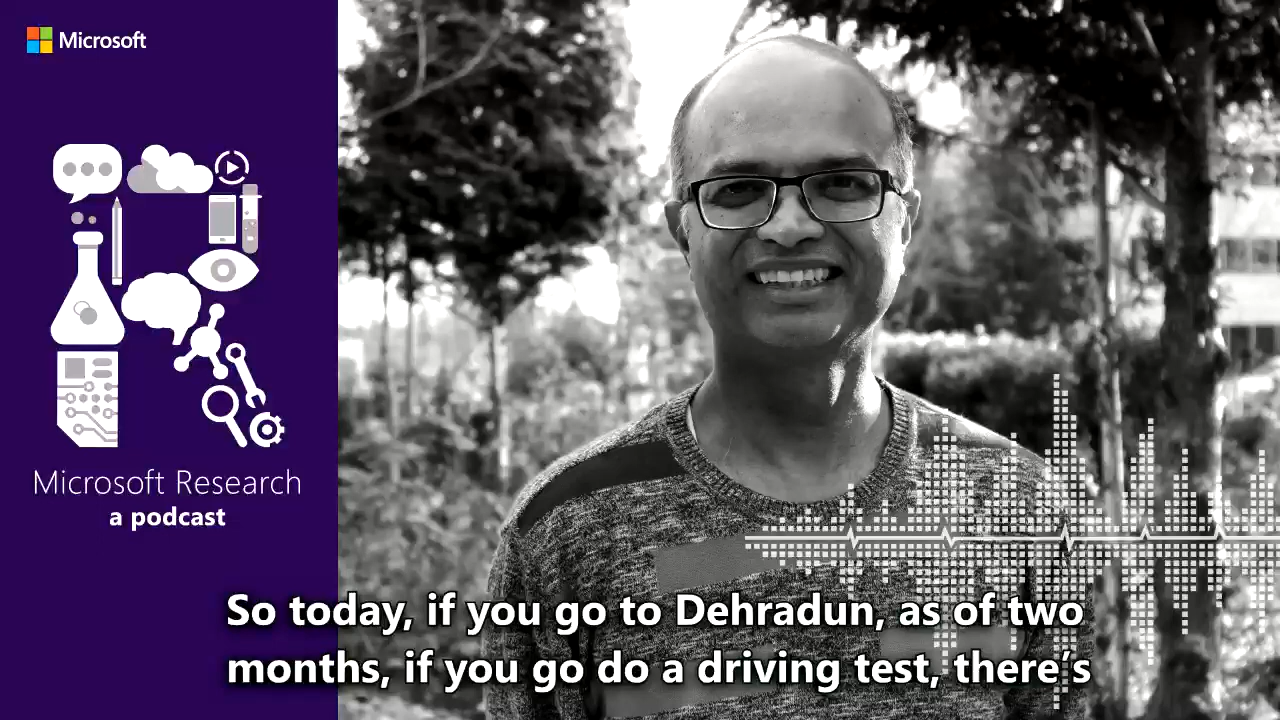 Microsoft
Microsoft Research
a podcast
So today, if you go to Dehradun, as of two
months, if you go do a driving test, there's